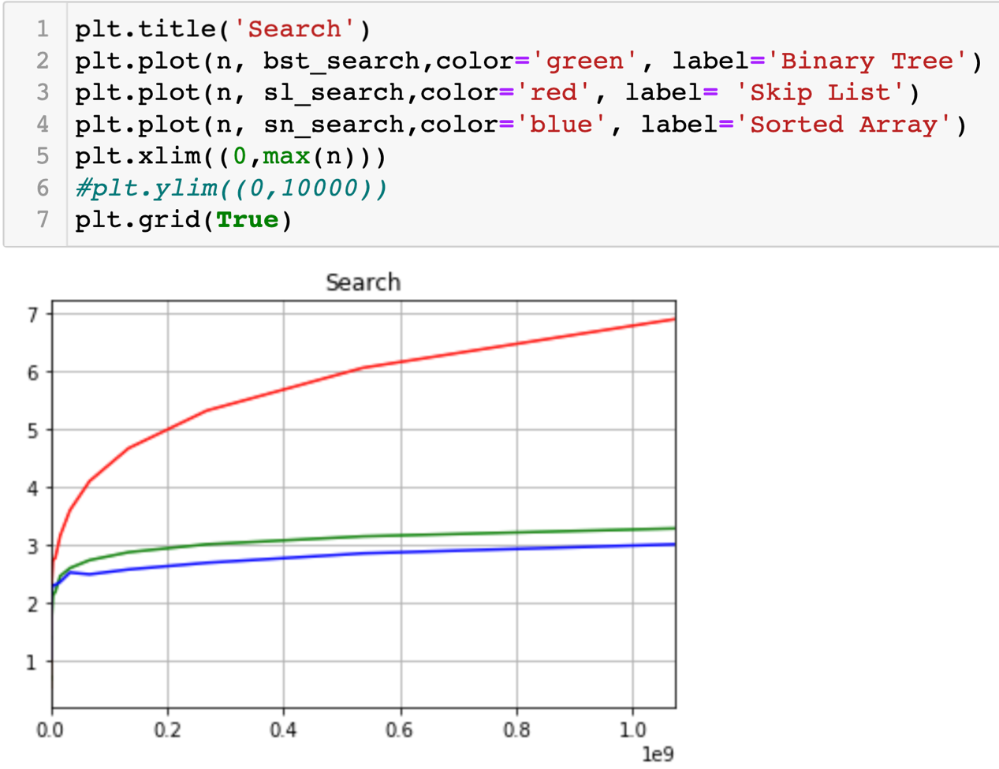 1 plt.title('Search')
2 plt.plot(n, bst_search,color='green', label='Binary Tree')
3 plt.plot(n, sl_search,color='red', label= 'Skip List')
4 plt.plot(n, sn_search,color='blue', label='Sorted Array')
5 plt.xlim((0,max(n)))
6 #plt.ylim((0,10000))
7 plt.grid(True)
Search
7
6
5
4
3
2
1
0.0 0.2 0.4 0.6 0.8 1.0
1e9